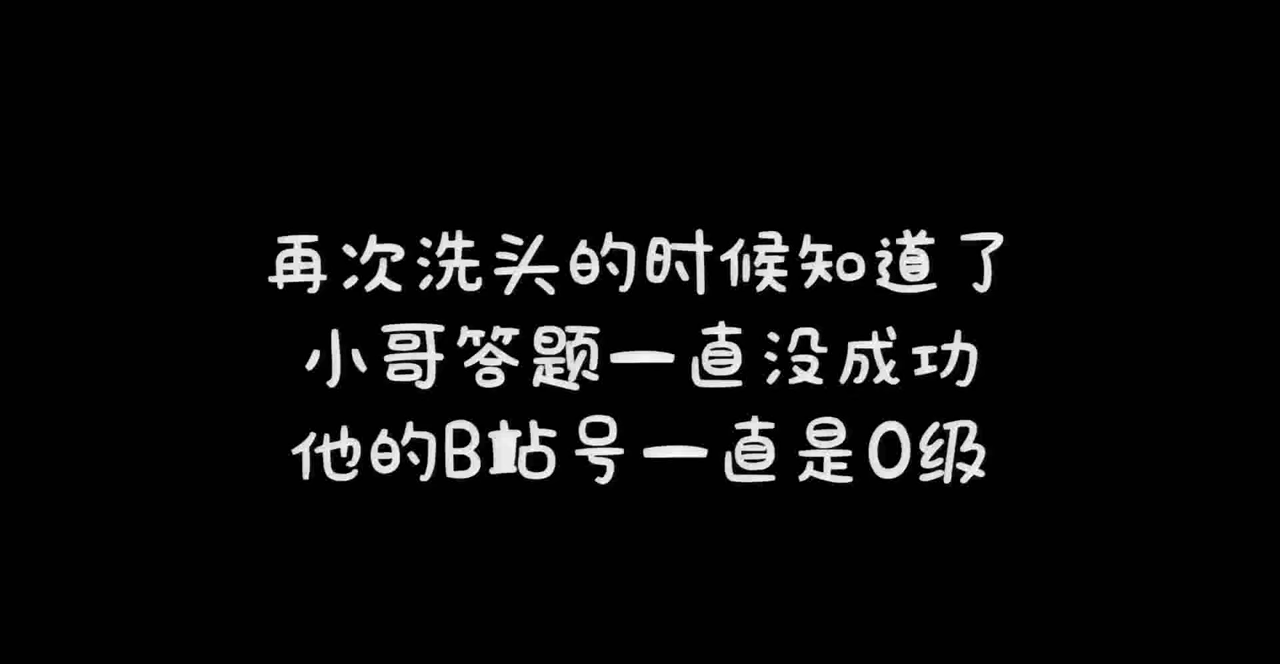 再次洗头的时候知道了
小哥答题一直没成功
他的B站号一直是0级